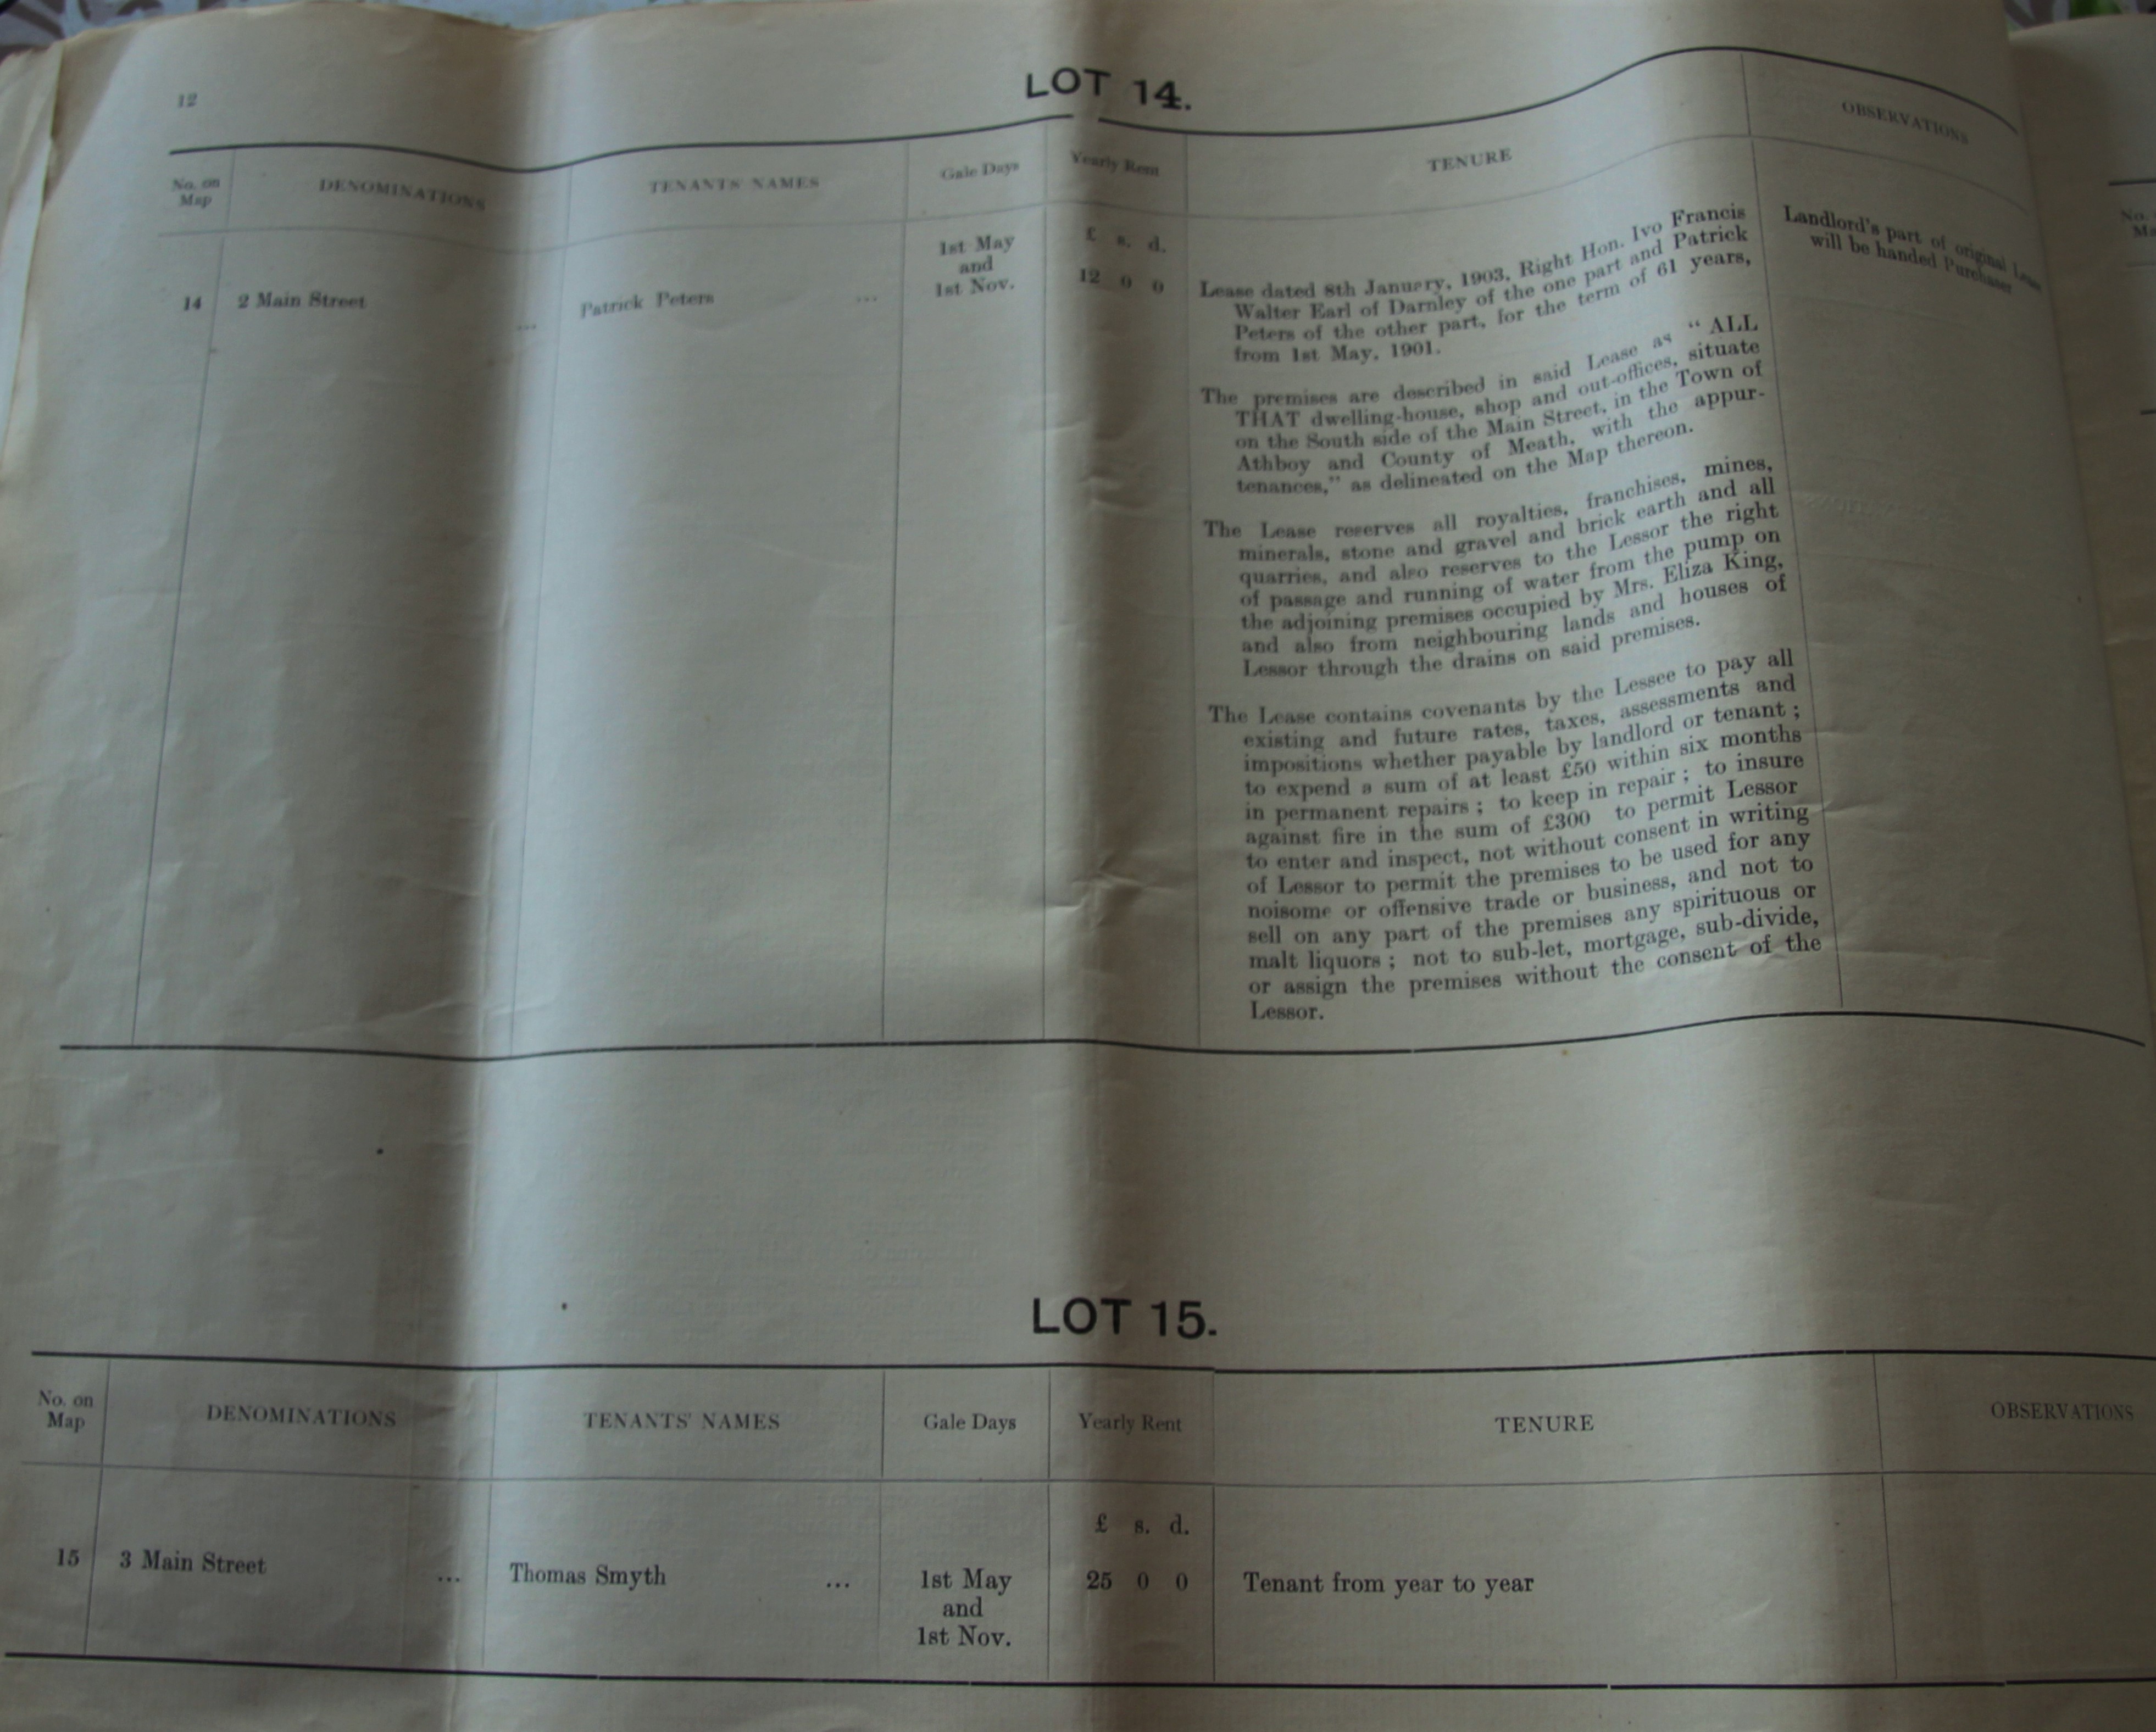 12
LOT 14.
No. on
Map
DENOMINATIONS
TENANTS' NAMES
Gale Days
Yearly Rent
TENURE
OBSERVATIONS
14
2 Main Street ...
Patrick Peters ...
1st May
and
1st Nov.
£ s. d.
12 0 0
Lease dated 8th January, 1903, Right Hon. Ivo Francis
Walter Earl of Darnley of the one part and Patrick
Peters of the other part, for the term of 61 years,
from 1st May, 1901.
The premises are described in said Lease as “ ALL
THAT dwelling-house, shop and out-offices, situate
on the South side of the Main Street, in the Town of
Athboy and County of Meath, with the appur-
tenances,” as delineated on the Map thereon.
The Lease reserves all royalties, franchises, mines,
minerals, stone and gravel and brick earth and all
quarries, and also reserves to the Lessor the right
of passage and running of water from the pump on
the adjoining premises occupied by Mrs. Eliza King,
and also from neighbouring lands and houses of
Lessor through the drains on said premises.
The Lease contains covenants by the Lessee to pay all
existing and future rates, taxes, assessments and
impositions whether payable by landlord or tenant ;
to expend a sum of at least £50 within six months
in permanent repairs ; to keep in repair ; to insure
against fire in the sum of £300 to permit Lessor
to enter and inspect, not without consent in writing
of Lessor to permit the premises to be used for any
noisome or offensive trade or business, and not to
sell on any part of the premises any spirituous or
malt liquors ; not to sub-let, mortgage, sub-divide,
or assign the premises without the consent of the
Lessor.
Landlord's part of original Lease
will be handed Purchaser
No.
Ma
LOT 15.
No. on
Map
DENOMINATIONS
TENANTS' NAMES
Gale Days
Yearly Rent
TENURE
OBSERVATIONS
15
3 Main Street ...
Thomas Smyth ...
1st May
and
1st Nov.
£ s. d.
25 0 0
Tenant from year to year